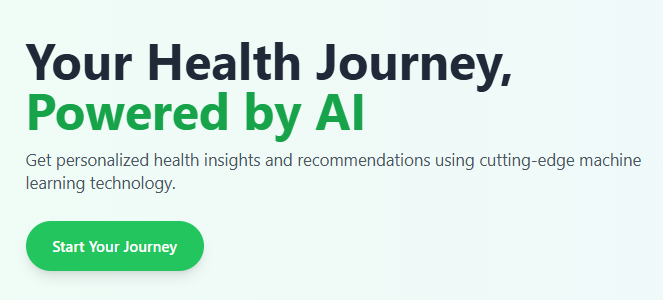 Your Health Journey,
Powered by AI
Get personalized health insights and recommendations using cutting-edge machine
learning technology.
Start Your Journey